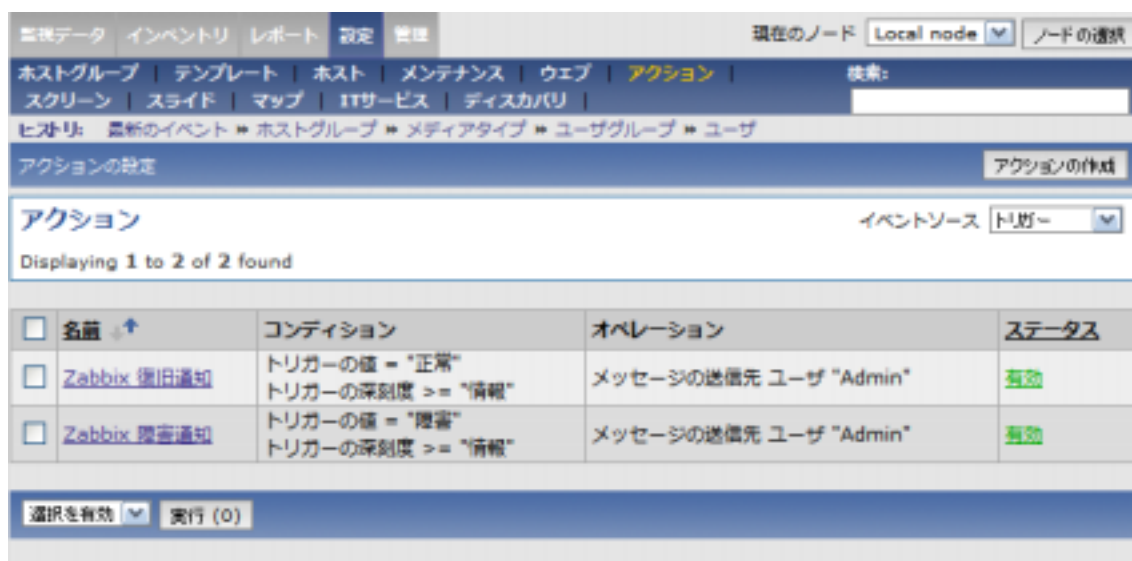 監視データ インベントリ レポート 設定 管理 現在のノード Local node ノードの選択
ホストグループ | テンプレート | ホスト | メンテナンス | ウェブ | アクション | 検索:
スクリーン | スライド | マップ | ITサービス | ディスカバリ |
ヒストリ: 最新のイベント » ホストグループ » メディアタイプ » ユーザグループ » ユーザ
アクションの設定 アクションの作成
アクション イベントソース トリガー
Displaying 1 to 2 of 2 found
名前 コンディション オペレーション ステータス
Zabbix 復旧通知 トリガーの値 = "正常" メッセージの送信先 ユーザ "Admin" 有効
トリガーの深刻度 >= "情報"
Zabbix 障害通知 トリガーの値 = "障害" メッセージの送信先 ユーザ "Admin" 有効
トリガーの深刻度 >= "情報"
選択を有効 実行 (0)